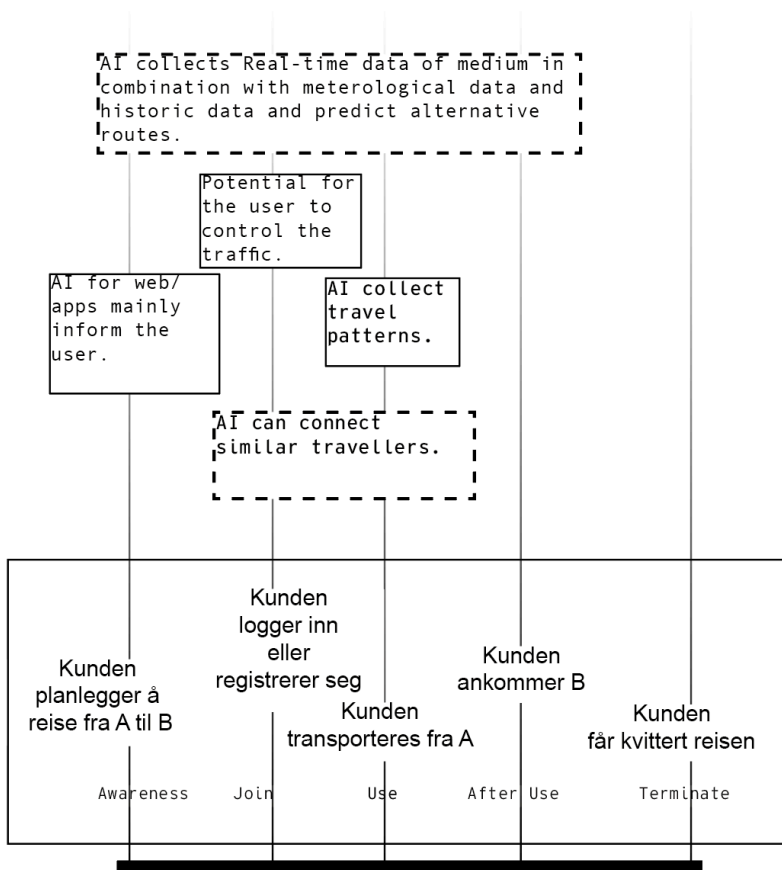 AI collects Real-time data of medium in
combination with meterological data and
historic data and predict alternative
routes.
Potential for
the user to
control the
traffic.
AI for web/
apps mainly
inform the
user.
AI collect
travel
patterns.
AI can connect
similar travellers.
Kunden
planlegger å
reise fra A til B
Kunden
logger inn
eller
registrerer seg
Kunden
transporteres fra A
Kunden
ankommer B
Kunden
får kvittert reisen
Awareness
Join
Use
After Use
Terminate